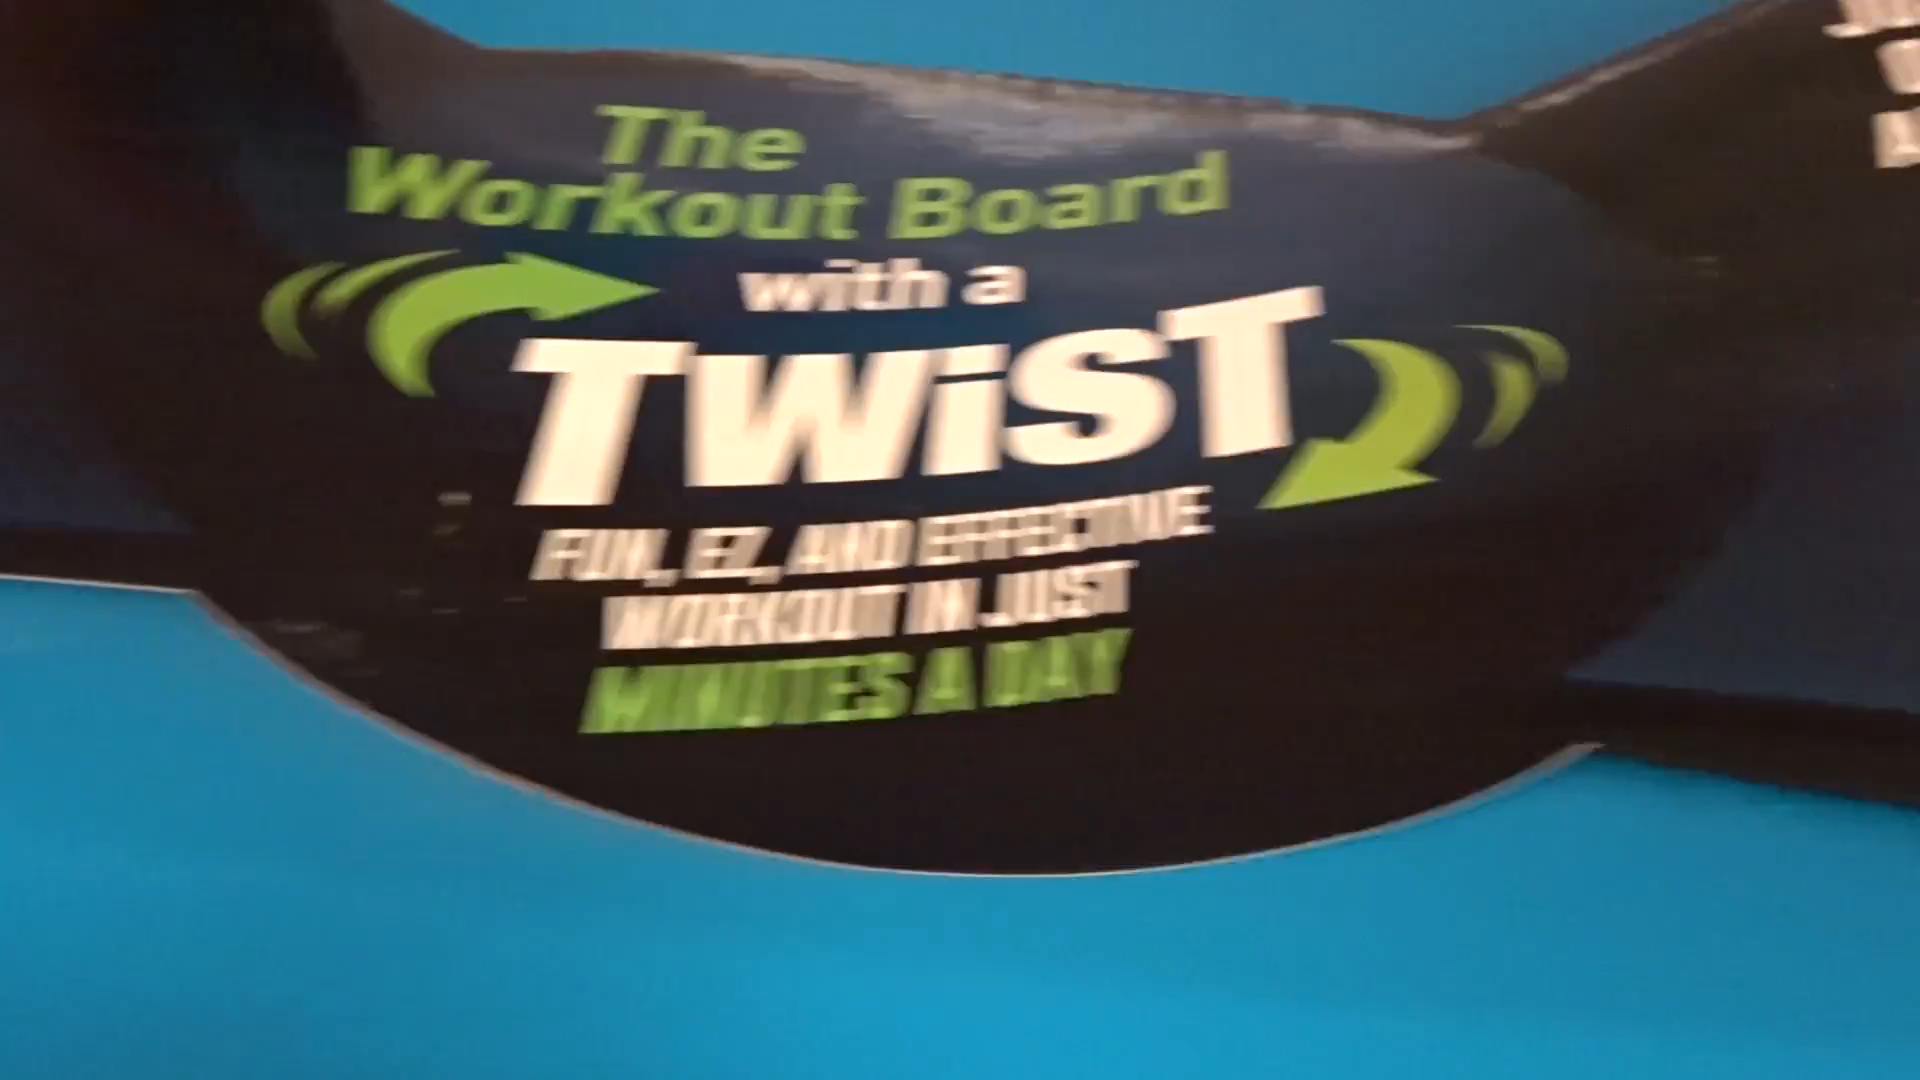 The
Workout Board
with a
TWiST
FUN, EZ, AND EFFECTIVE
WORKOUT IN JUST
MINUTES A DAY